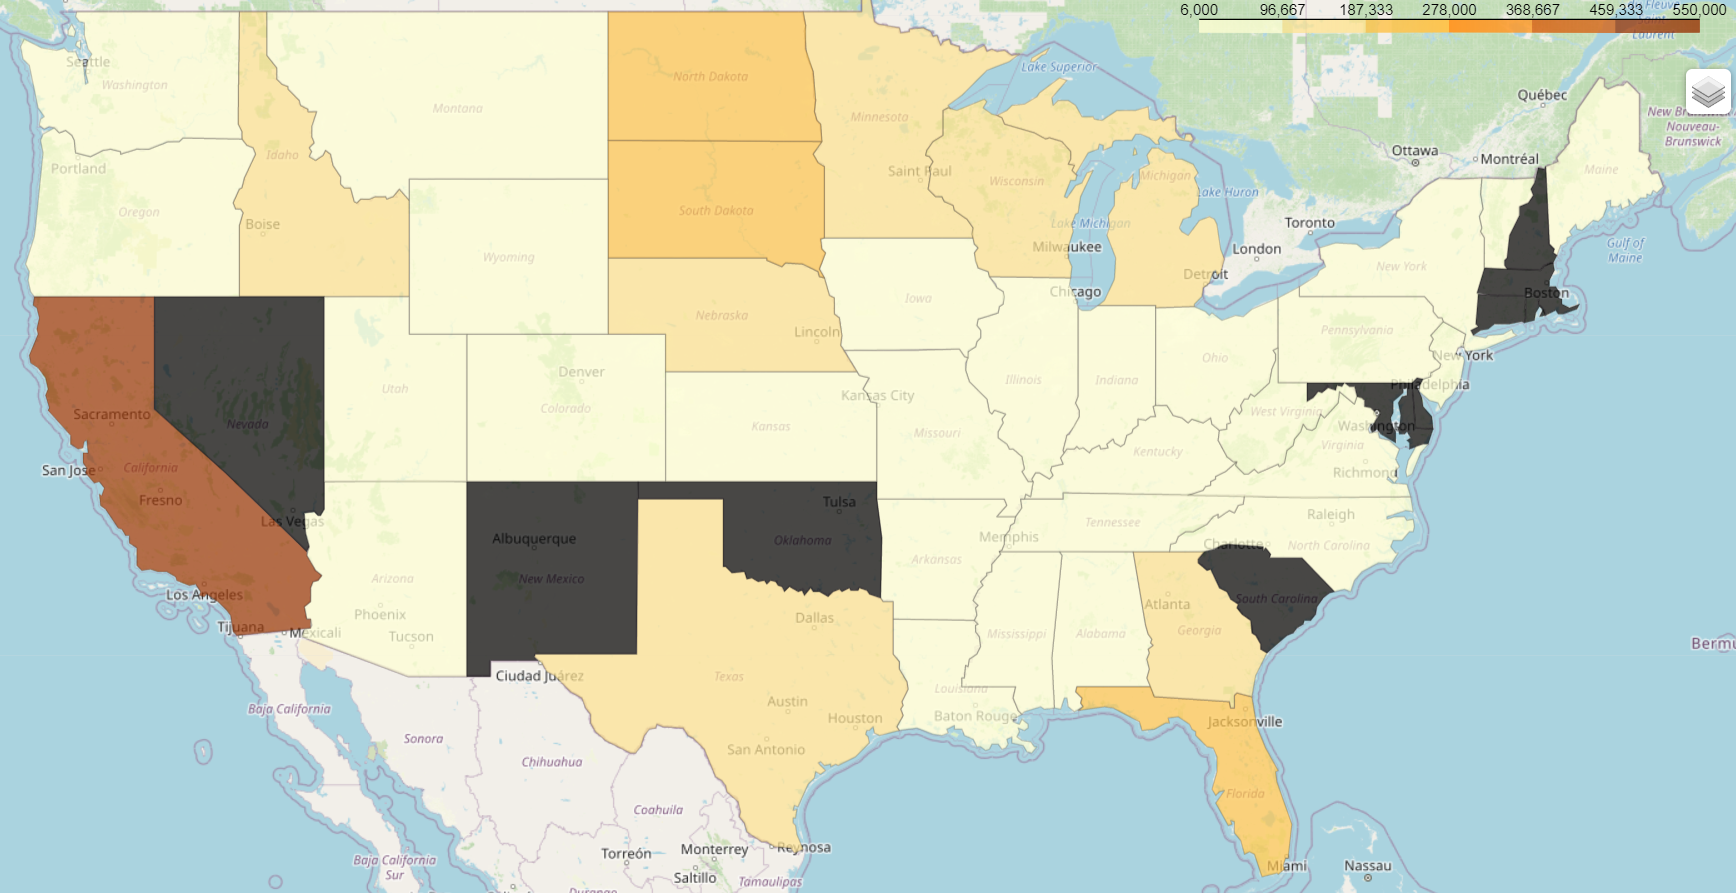 6,000 96,667 187,333 278,000 368,667 459,333 550,000
Seattle
Washington
Portland
Oregon
Idaho
Boise
Montana
Wyoming
North Dakota
South Dakota
Nebraska
Lincoln
Minnesota
Saint Paul
Wisconsin
Milwaukee
Lake Superior
Lake Michigan
Michigan
Lake Huron
Detroit
Chicago
Toronto
London
Ottawa
Montréal
Québec
Maine
Gulf of
Maine
New York
Boston
New York
Pennsylvania
Philadelphia
Sacramento
San Jose
California
Fresno
Nevada
Las Vegas
Los Angeles
Tijuana
Mexicali
Utah
Denver
Colorado
Kansas
Kansas City
Iowa
Illinois
Indiana
Ohio
Missouri
Kentucky
West Virginia
Washington
Virginia
Richmond
Arizona
Phoenix
Tucson
Albuquerque
New Mexico
Tulsa
Oklahoma
Arkansas
Memphis
Tennessee
Raleigh
Charlotte
North Carolina
South Carolina
Atlanta
Georgia
Mississippi
Alabama
Louisiana
Baton Rouge
Dallas
Texas
Austin
Houston
San Antonio
Jacksonville
Florida
Miami
Nassau
Ciudad Juárez
Baja California
Sonora
Chihuahua
Coahuila
Baja California
Sur
Torreón
Monterrey
Saltillo
Reynosa
Tamaulipas